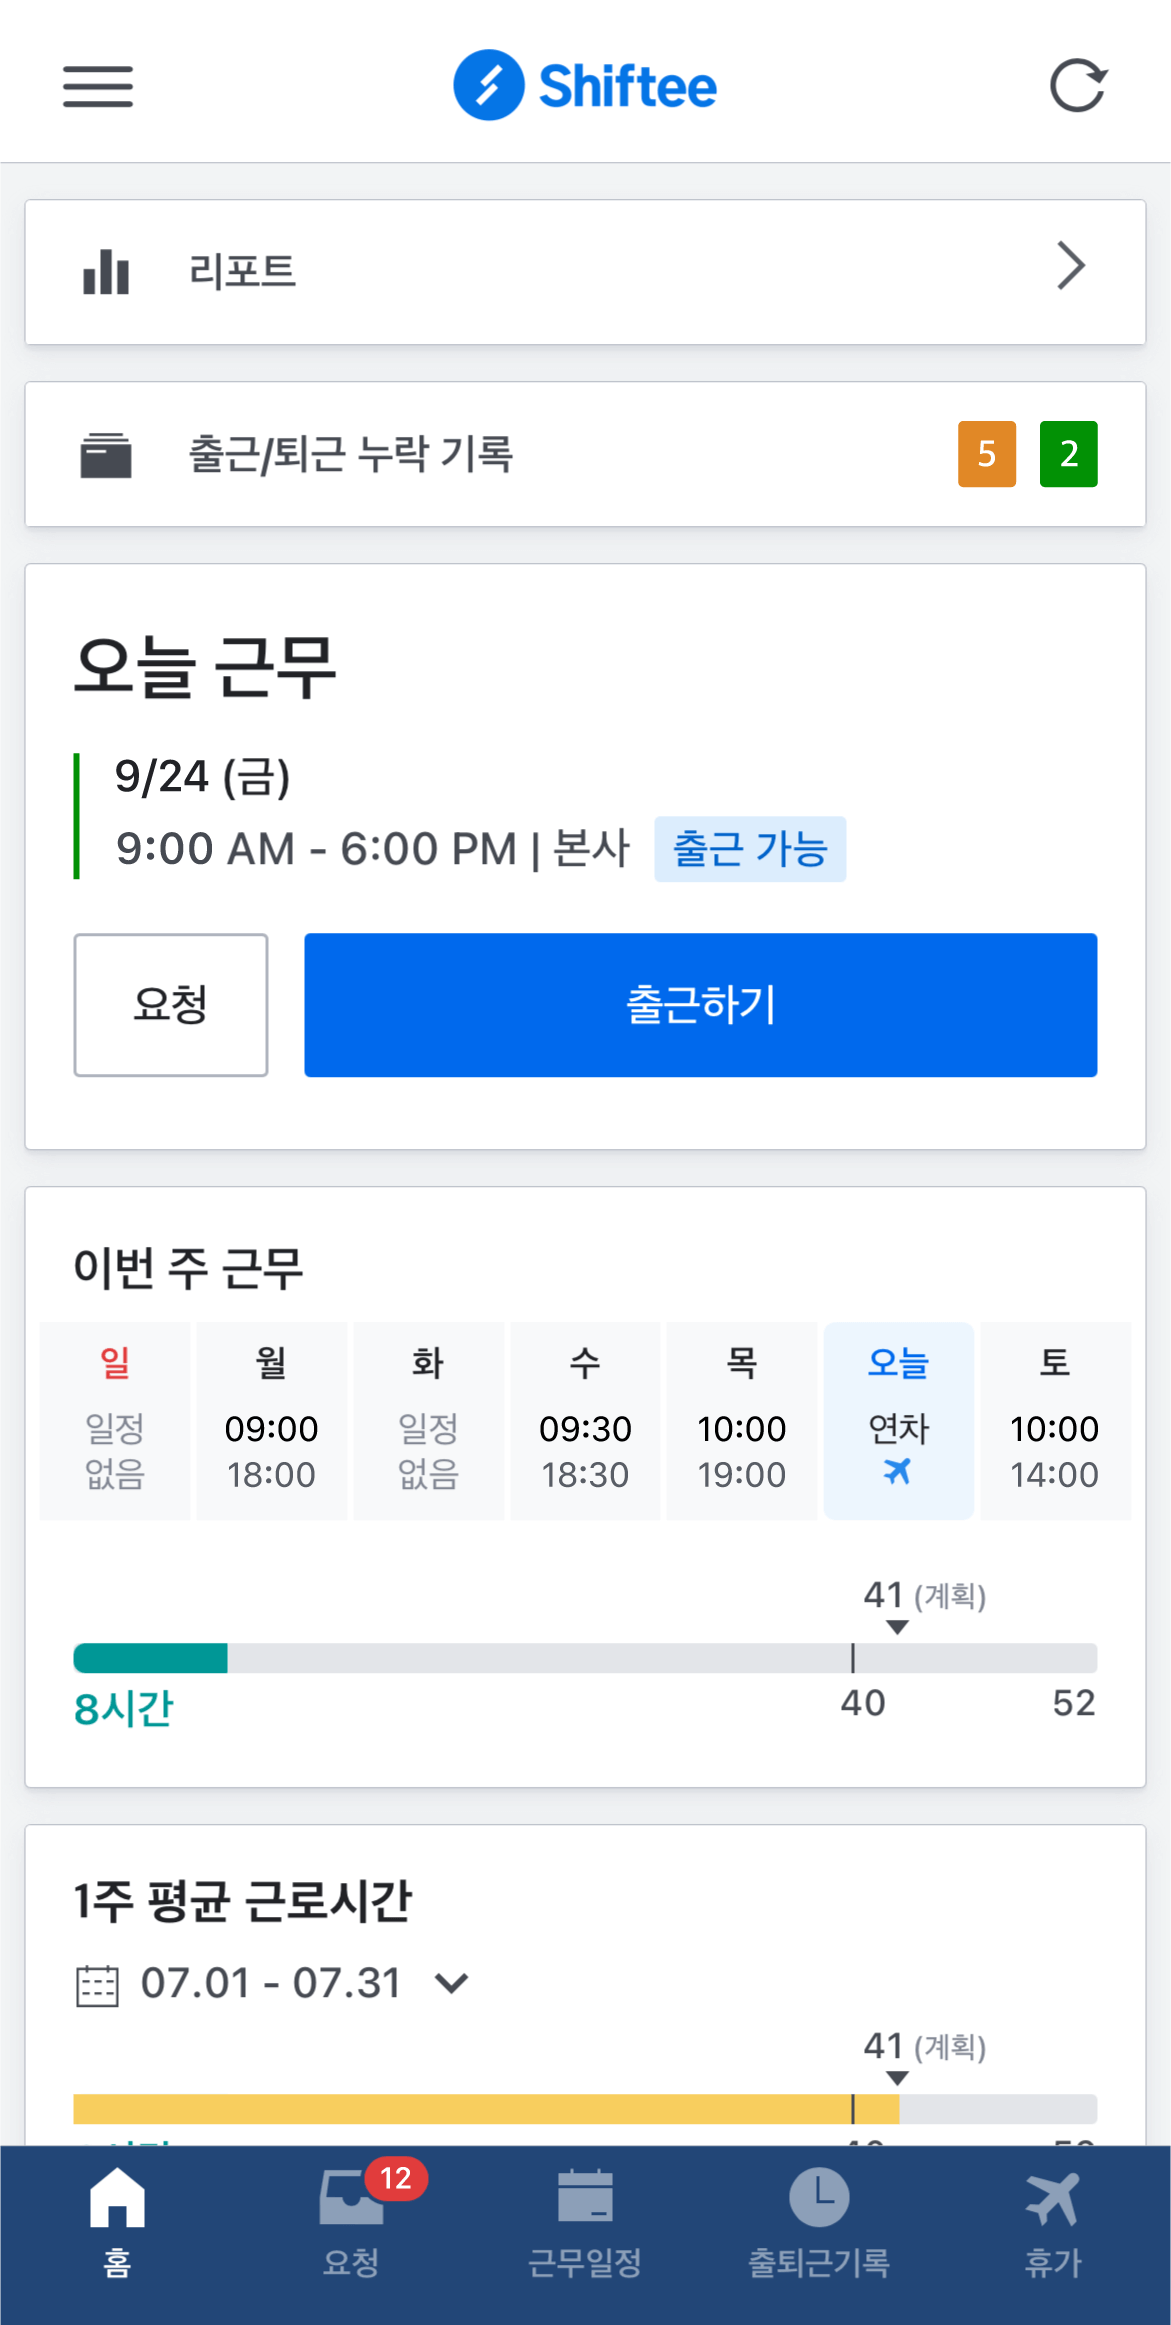 Shiftee
리포트
출근/퇴근 누락 기록 5 2
오늘 근무
9/24 (금)
9:00 AM - 6:00 PM | 본사 출근 가능
요청 출근하기
이번 주 근무
일 월 화 수 목 오늘 토
일정 09:00 일정 09:30 10:00 연차 10:00
없음 18:00 없음 18:30 19:00 14:00
41 (계획)
8시간 40 52
1주 평균 근로시간
07.01 - 07.31
41 (계획)
12
홈 요청 근무일정 출퇴근기록 휴가